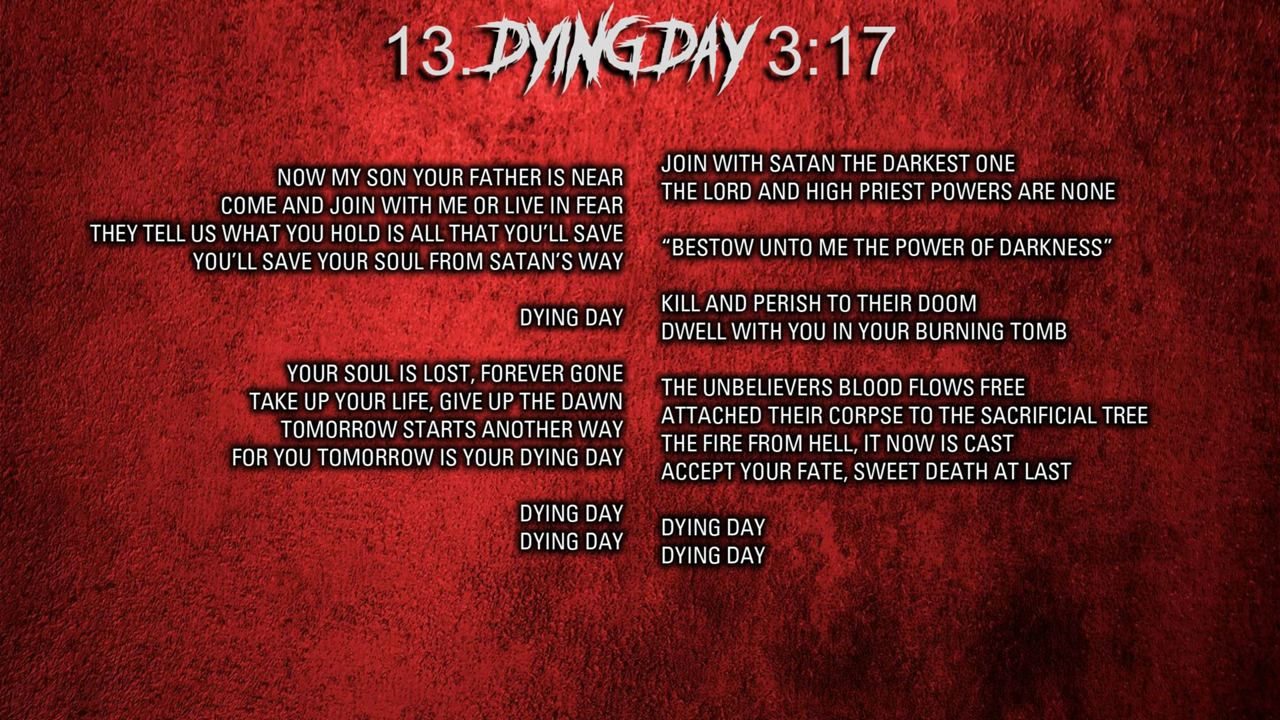 13. DYING DAY 3:17
NOW MY SON YOUR FATHER IS NEAR
COME AND JOIN WITH ME OR LIVE IN FEAR
THEY TELL US WHAT YOU HOLD IS ALL THAT YOU'LL SAVE
YOU'LL SAVE YOUR SOUL FROM SATAN'S WAY
DYING DAY
YOUR SOUL IS LOST, FOREVER GONE
TAKE UP YOUR LIFE, GIVE UP THE DAWN
TOMORROW STARTS ANOTHER WAY
FOR YOU TOMORROW IS YOUR DYING DAY
DYING DAY
DYING DAY
JOIN WITH SATAN THE DARKEST ONE
THE LORD AND HIGH PRIEST POWERS ARE NONE
“BESTOW UNTO ME THE POWER OF DARKNESS”
KILL AND PERISH TO THEIR DOOM
DWELL WITH YOU IN YOUR BURNING TOMB
THE UNBELIEVERS BLOOD FLOWS FREE
ATTACHED THEIR CORPSE TO THE SACRIFICIAL TREE
THE FIRE FROM HELL, IT NOW IS CAST
ACCEPT YOUR FATE, SWEET DEATH AT LAST
DYING DAY
DYING DAY